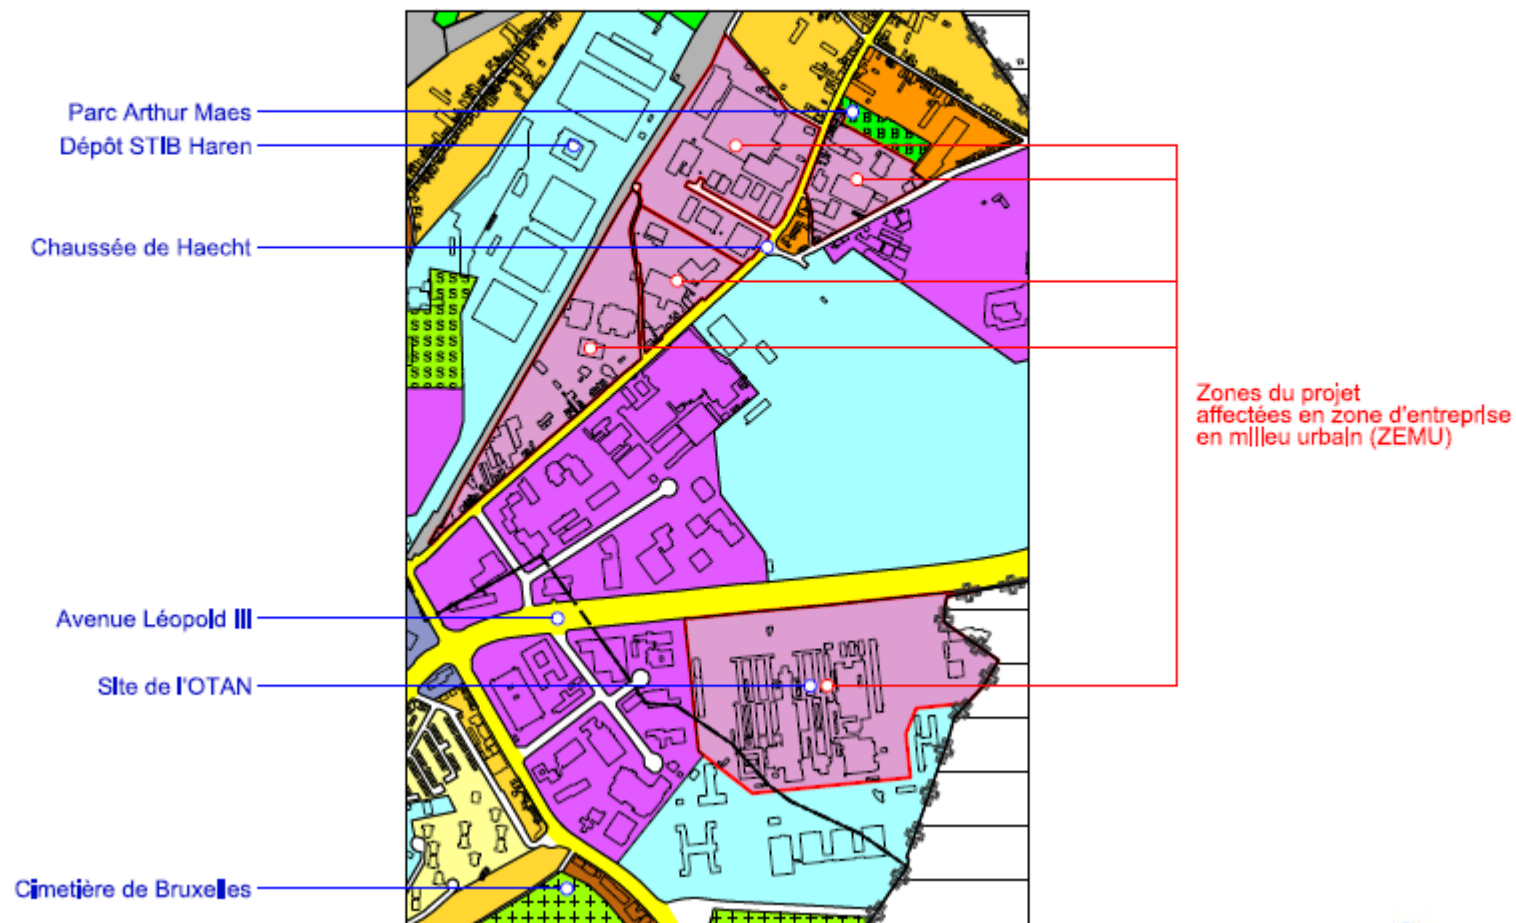 Parc Arthur Maes
Dépôt STIB Haren
Chaussée de Haecht
Zones du projet
affectées en zone d'entreprise
en milieu urbain (ZEMU)
Avenue Léopold III
Site de l'OTAN
Cimetière de Bruxelles
B B B
B B B
B B
S S S
S S S S
S S S S
S S S S
S S S S
S S S S
S S S S